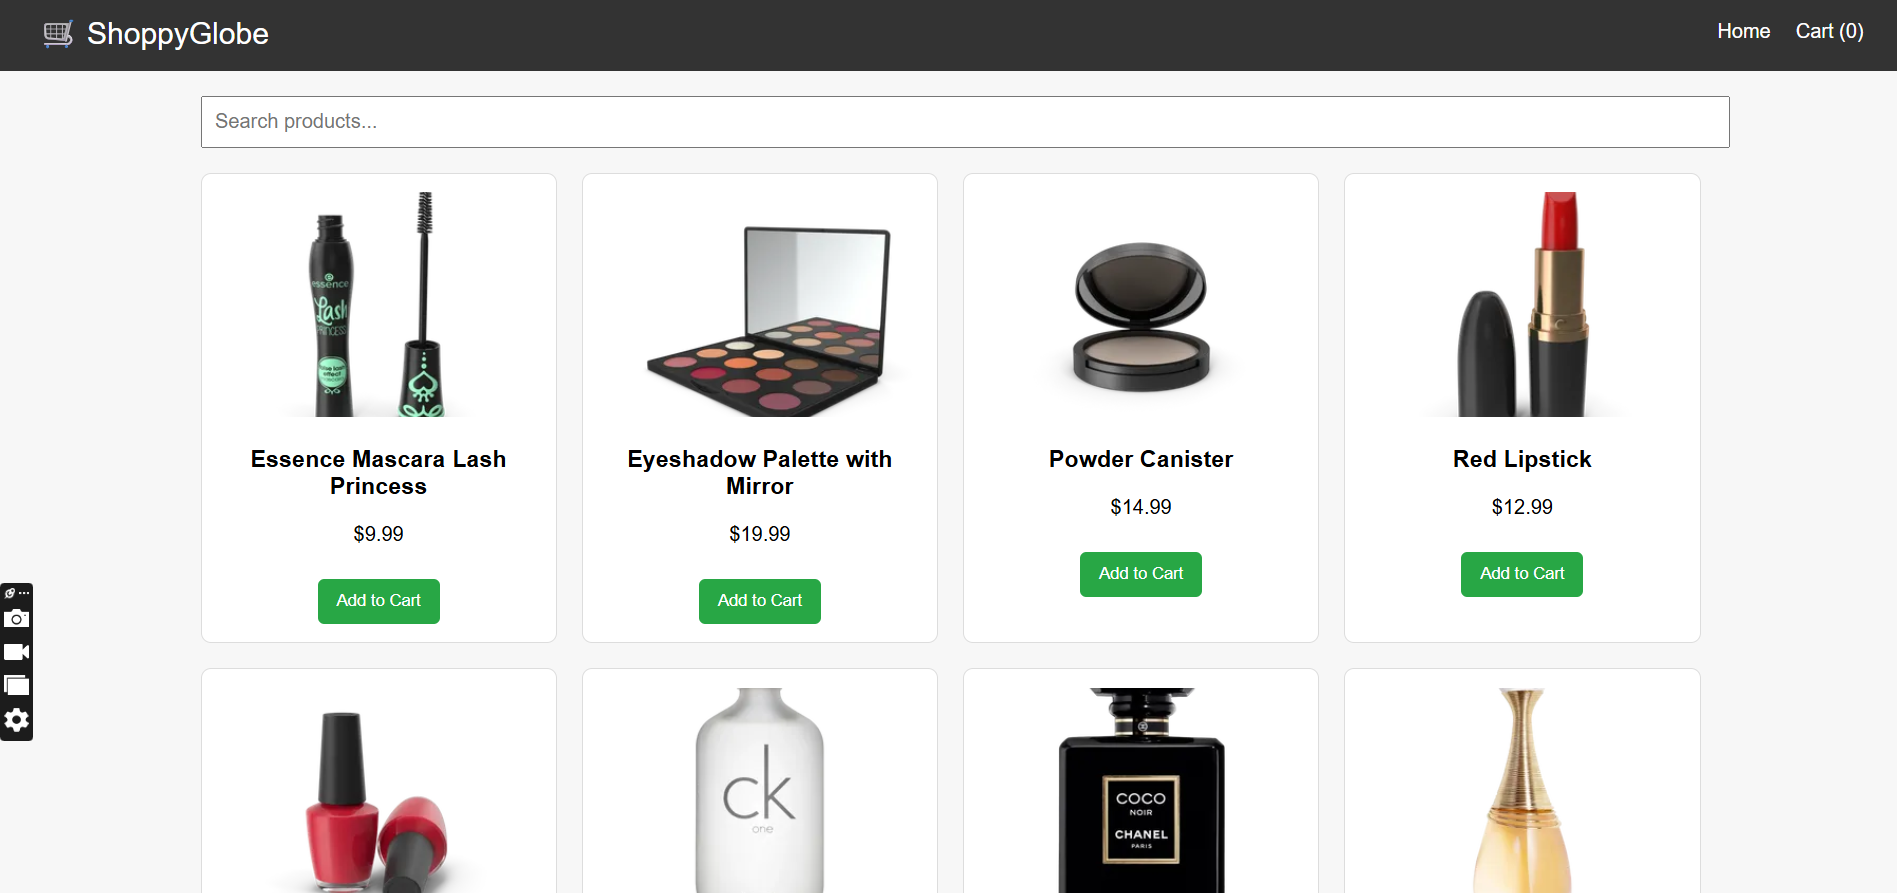 ShoppyGlobe
Home
Cart (0)
Search products...
essence
Lash
PRINCESS
Essence Mascara Lash
Princess
$9.99
Add to Cart
Eyeshadow Palette with
Mirror
$19.99
Add to Cart
Powder Canister
$14.99
Add to Cart
Red Lipstick
$12.99
Add to Cart
ck
one
COCO
NOIR
CHANEL
PARIS